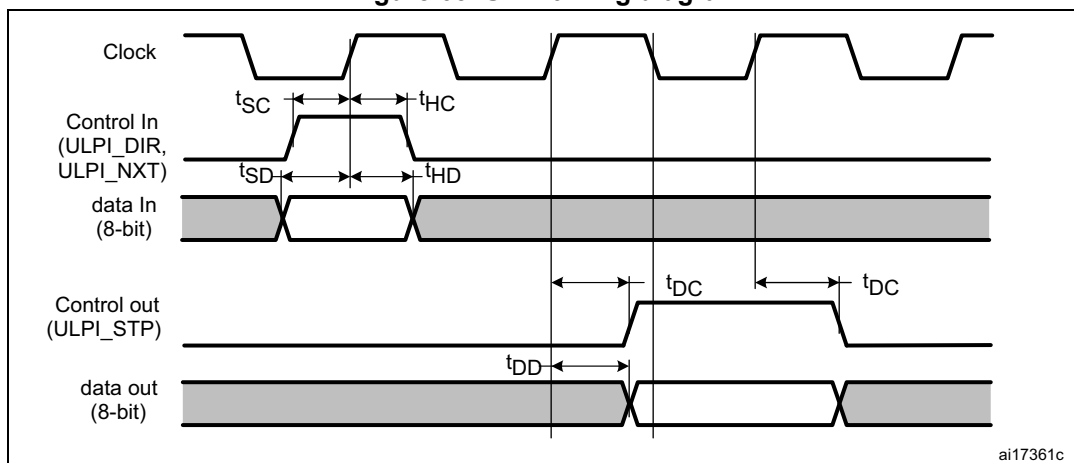 Clock
tSC
tHC
Control In
(ULPI_DIR,
ULPI_NXT)
tSD
tHD
data In
(8-bit)
tDC
tDC
Control out
(ULPI_STP)
tDD
data out
(8-bit)
ai17361c